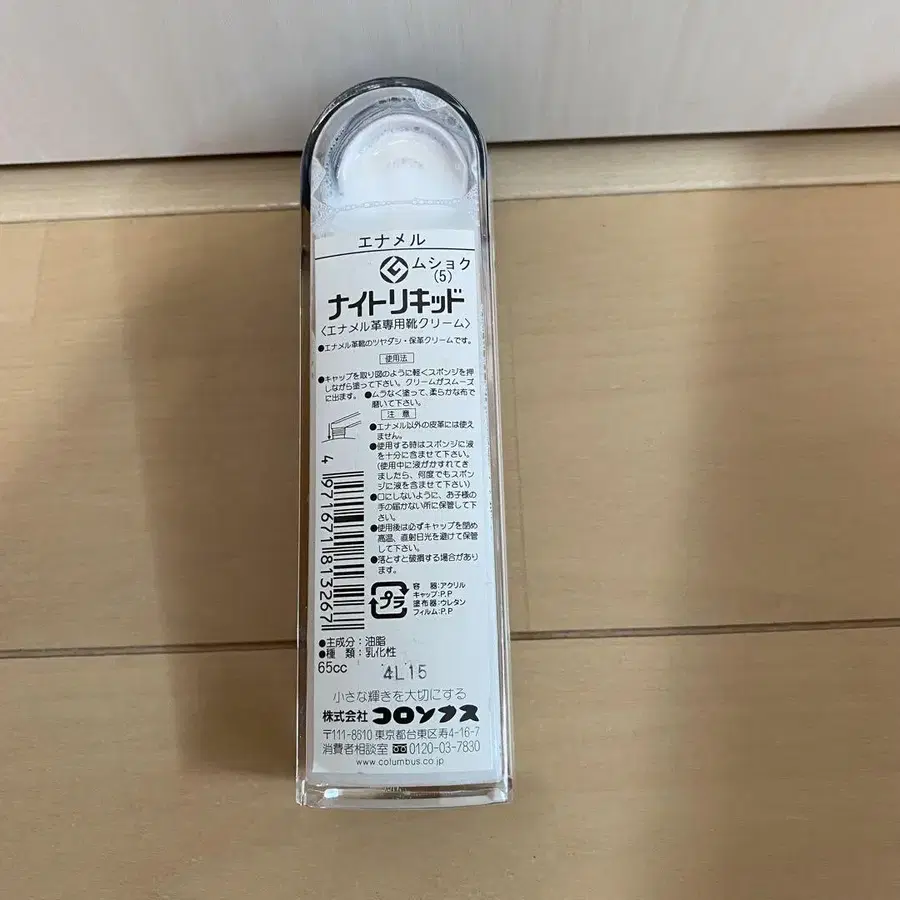 エナメル
ムショク
(5)
ナイトリキッド
〈エナメル革専用靴クリーム〉
●エナメル革靴のツヤダシ・保革クリームです。
使用法
●キャップを取り図のように軽くスポンジを押
しながら塗って下さい。クリームがスムーズ
に出ます。 ●ムラなく塗って、柔らかな布で
磨いて下さい。
注 意
●エナメル以外の皮革には使え
ません。
●使用する時はスポンジに液
を十分に含ませて下さい。
(使用中に液がかすれてき
ましたら、何度でもスポン
ジに液を含ませて下さい)
●口にしないように、お子様の
手の届かない所に保管して下
さい。
●使用後は必ずキャップを閉め
高温、直射日光を避けて保管
して下さい。
●落とすと破損する場合があり
ます。
4 971671 813267
プラ
容 器:アクリル
キャップ:P.P
塗布器:ウレタン
フィルム:P.P
●主成分:油脂
●種 類:乳化性
65cc
4L15
小さな輝きを大切にする
株式会社 コロンブス
〒111-8610 東京都台東区寿4-16-7
消費者相談室 0120-03-7830
www.columbus.co.jp